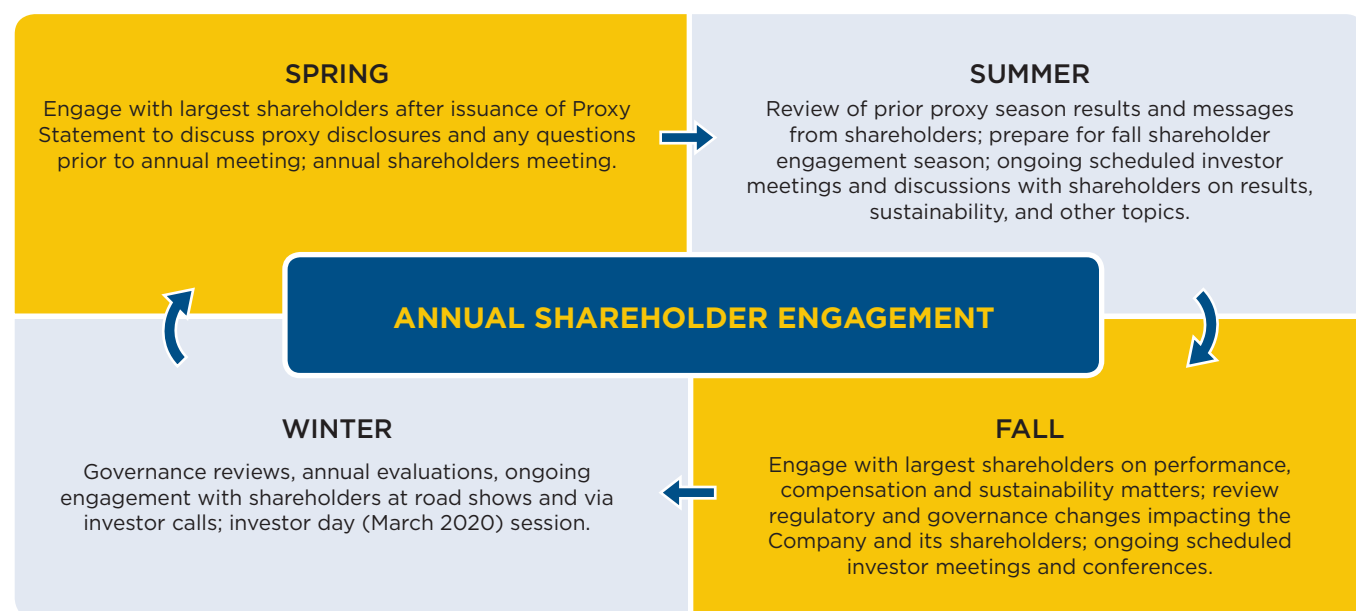 SPRING
Engage with largest shareholders after issuance of Proxy
Statement to discuss proxy disclosures and any questions
prior to annual meeting; annual shareholders meeting.
SUMMER
Review of prior proxy season results and messages
from shareholders; prepare for fall shareholder
engagement season; ongoing scheduled investor
meetings and discussions with shareholders on results,
sustainability, and other topics.
ANNUAL SHAREHOLDER ENGAGEMENT
WINTER
Governance reviews, annual evaluations, ongoing
engagement with shareholders at road shows and via
investor calls; investor day (March 2020) session.
FALL
Engage with largest shareholders on performance,
compensation and sustainability matters; review
regulatory and governance changes impacting the
Company and its shareholders; ongoing scheduled
investor meetings and conferences.